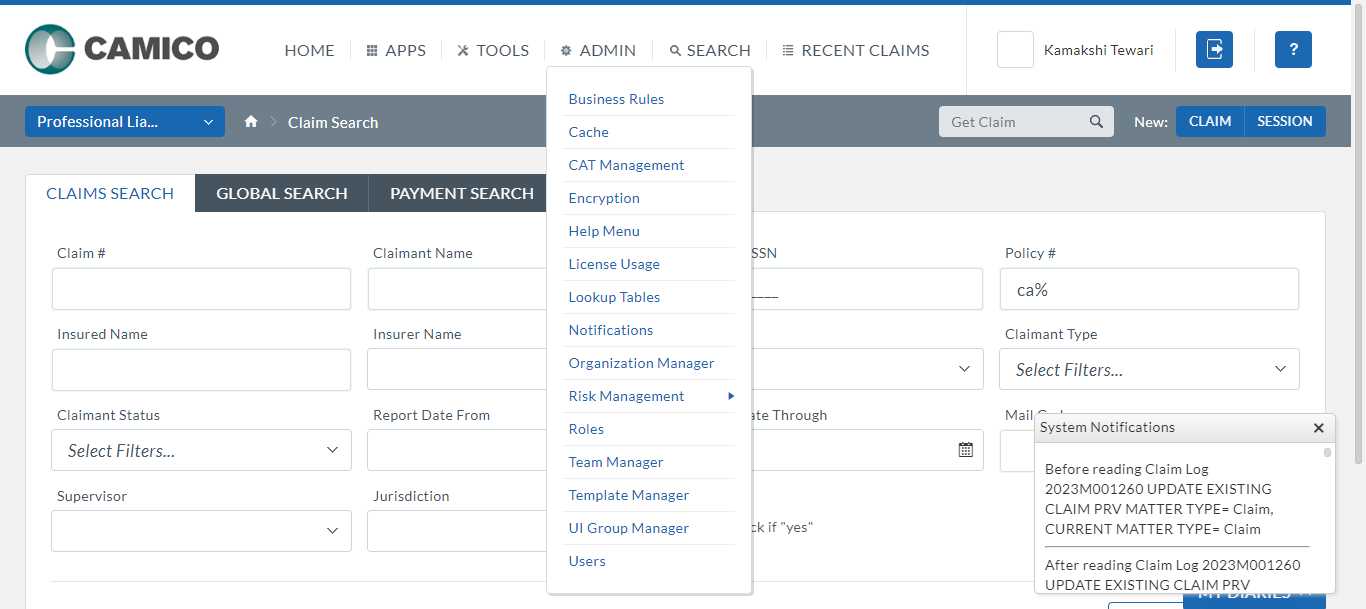 CAMICO
HOME
APPS
TOOLS
ADMIN
SEARCH
RECENT CLAIMS
Kamakshi Tewari
?
Professional Lia...
Claim Search
Get Claim
New:
CLAIM
SESSION
CLAIMS SEARCH
GLOBAL SEARCH
PAYMENT SEARCH
Business Rules
Cache
CAT Management
Encryption
Help Menu
License Usage
Lookup Tables
Notifications
Organization Manager
Risk Management
Roles
Team Manager
Template Manager
UI Group Manager
Users
Claim #
Claimant Name
SSN
Policy #
ca%
Insured Name
Insurer Name
Claimant Type
Select Filters...
Claimant Status
Report Date From
Through
Mail
Select Filters...
Supervisor
Jurisdiction
if "yes"
System Notifications
Before reading Claim Log
2023M001260 UPDATE EXISTING
CLAIM PRV MATTER TYPE= Claim,
CURRENT MATTER TYPE= Claim
After reading Claim Log 2023M001260
UPDATE EXISTING CLAIM PRV
MY DIARIES